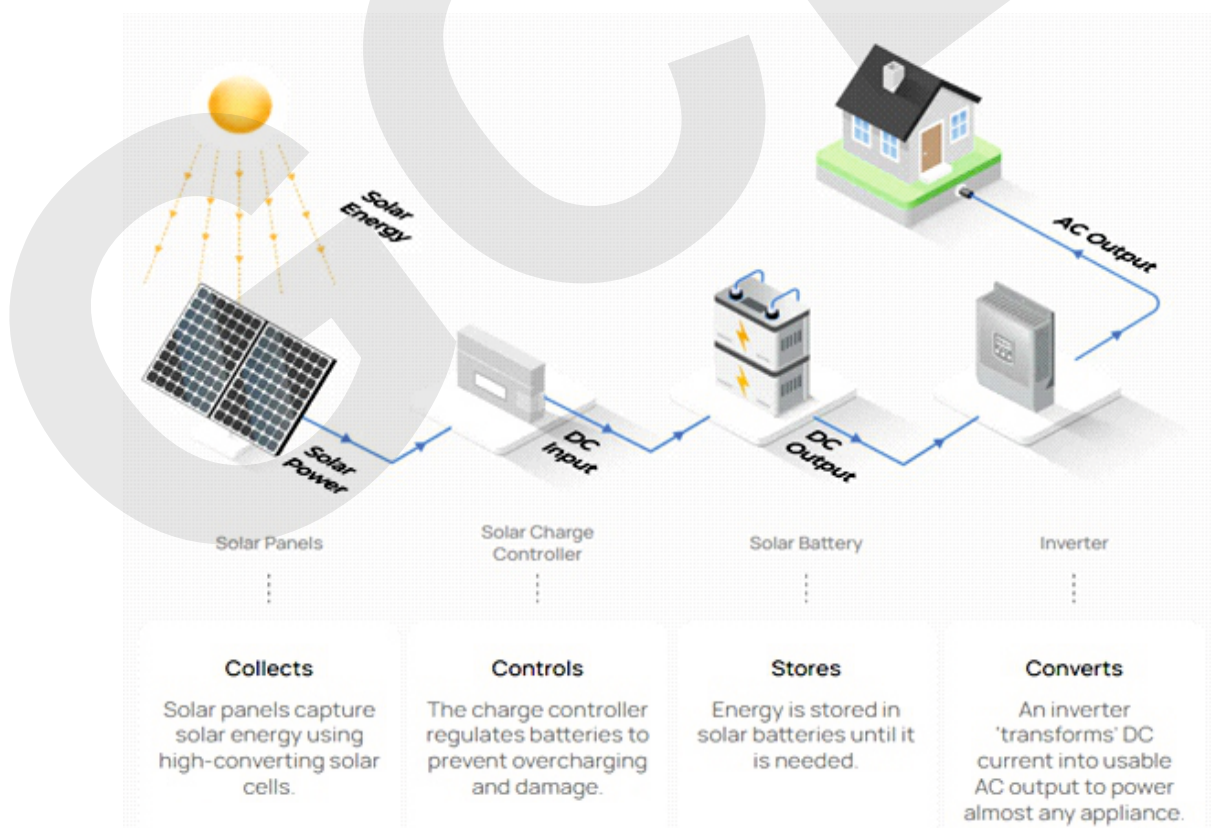 Solar
Energy
AC Output
Solar
Power
DC
Input
DC
Output
Solar Panels
Solar Charge
Controller
Solar Battery
Inverter
Collects
Solar panels capture
solar energy using
high-converting solar
cells.
Controls
The charge controller
regulates batteries to
prevent overcharging
and damage.
Stores
Energy is stored in
solar batteries until it
is needed.
Converts
An inverter
'transforms' DC
current into usable
AC output to power
almost any appliance.